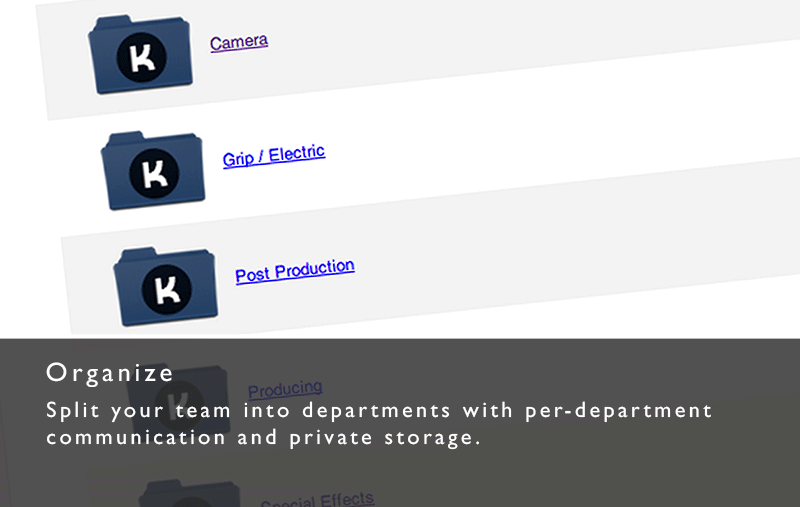 K
Camera
K
Grip / Electric
K
Post Production
Organize
K
Producing
Split your team into departments with per-department
communication and private storage.
K
Special Effects